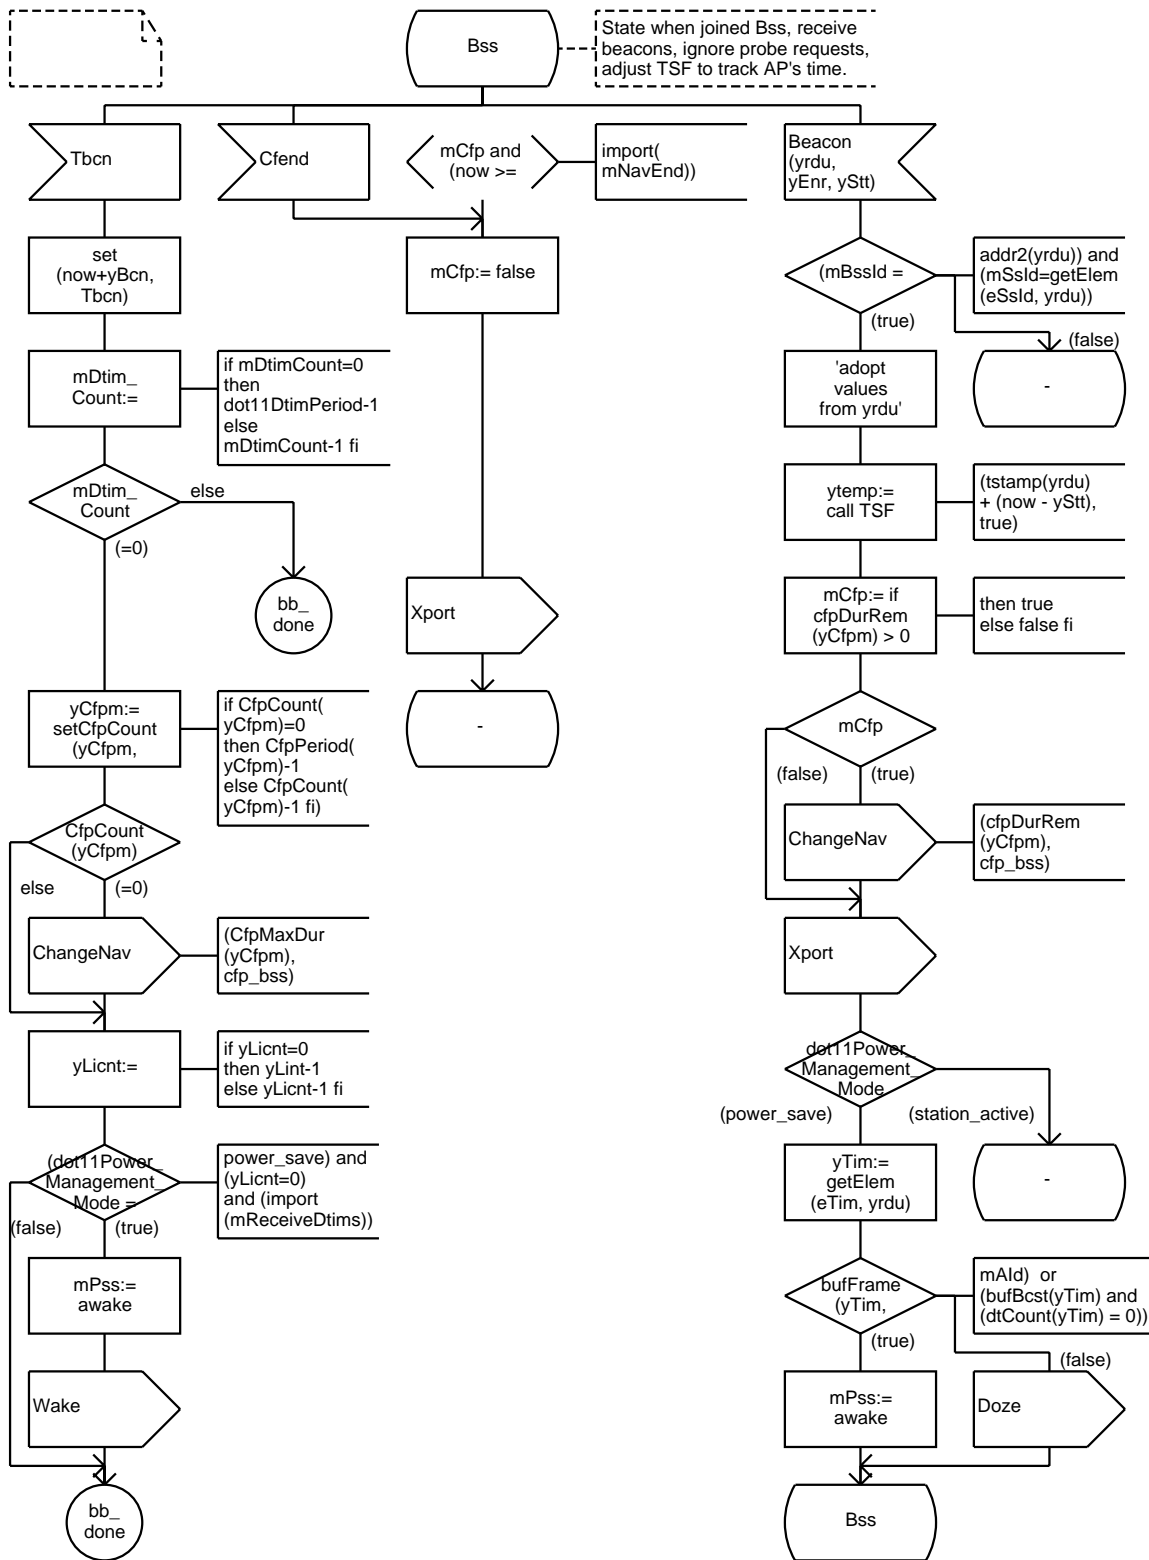 Bss
State when joined Bss, receive
beacons, ignore probe requests,
adjust TSF to track AP's time.
Tbcn
Cfend
mCfp and
(now >=
import(
mNavEnd))
Beacon
(yrdu,
yEnr, yStt)
set
(now+yBcn,
Tbcn)
mCfp:= false
(mBssId =
addr2(yrdu)) and
(mSsId=getElem
(eSsId, yrdu))
(true)
(false)
mDtim_
Count:=
if mDtimCount=0
then
dot11DtimPeriod-1
else
mDtimCount-1 fi
'adopt
values
from yrdu'
-
mDtim_
Count
else
(=0)
ytemp:=
call TSF
(tstamp(yrdu)
+ (now - yStt),
true)
bb_
done
Xport
mCfp:= if
cfpDurRem
(yCfpm) > 0
then true
else false fi
yCfpm:=
setCfpCount
(yCfpm,
if CfpCount(
yCfpm)=0
then CfpPeriod(
yCfpm)-1
else CfpCount(
yCfpm)-1 fi)
-
mCfp
(false)
(true)
CfpCount
(yCfpm)
else
(=0)
ChangeNav
(cfpDurRem
(yCfpm),
cfp_bss)
ChangeNav
(CfpMaxDur
(yCfpm),
cfp_bss)
Xport
yLicnt:=
if yLicnt=0
then yLint-1
else yLicnt-1 fi
dot11Power_
Management_
Mode
(power_save)
(station_active)
(dot11Power_
Management_
Mode =
power_save) and
(yLicnt=0)
and (import
(mReceiveDtims))
(false)
(true)
yTim:=
getElem
(eTim, yrdu)
-
mPss:=
awake
bufFrame
(yTim,
mAId)  or
(bufBcst(yTim) and
(dtCount(yTim) = 0))
(true)
(false)
Wake
mPss:=
awake
Doze
bb_
done
Bss